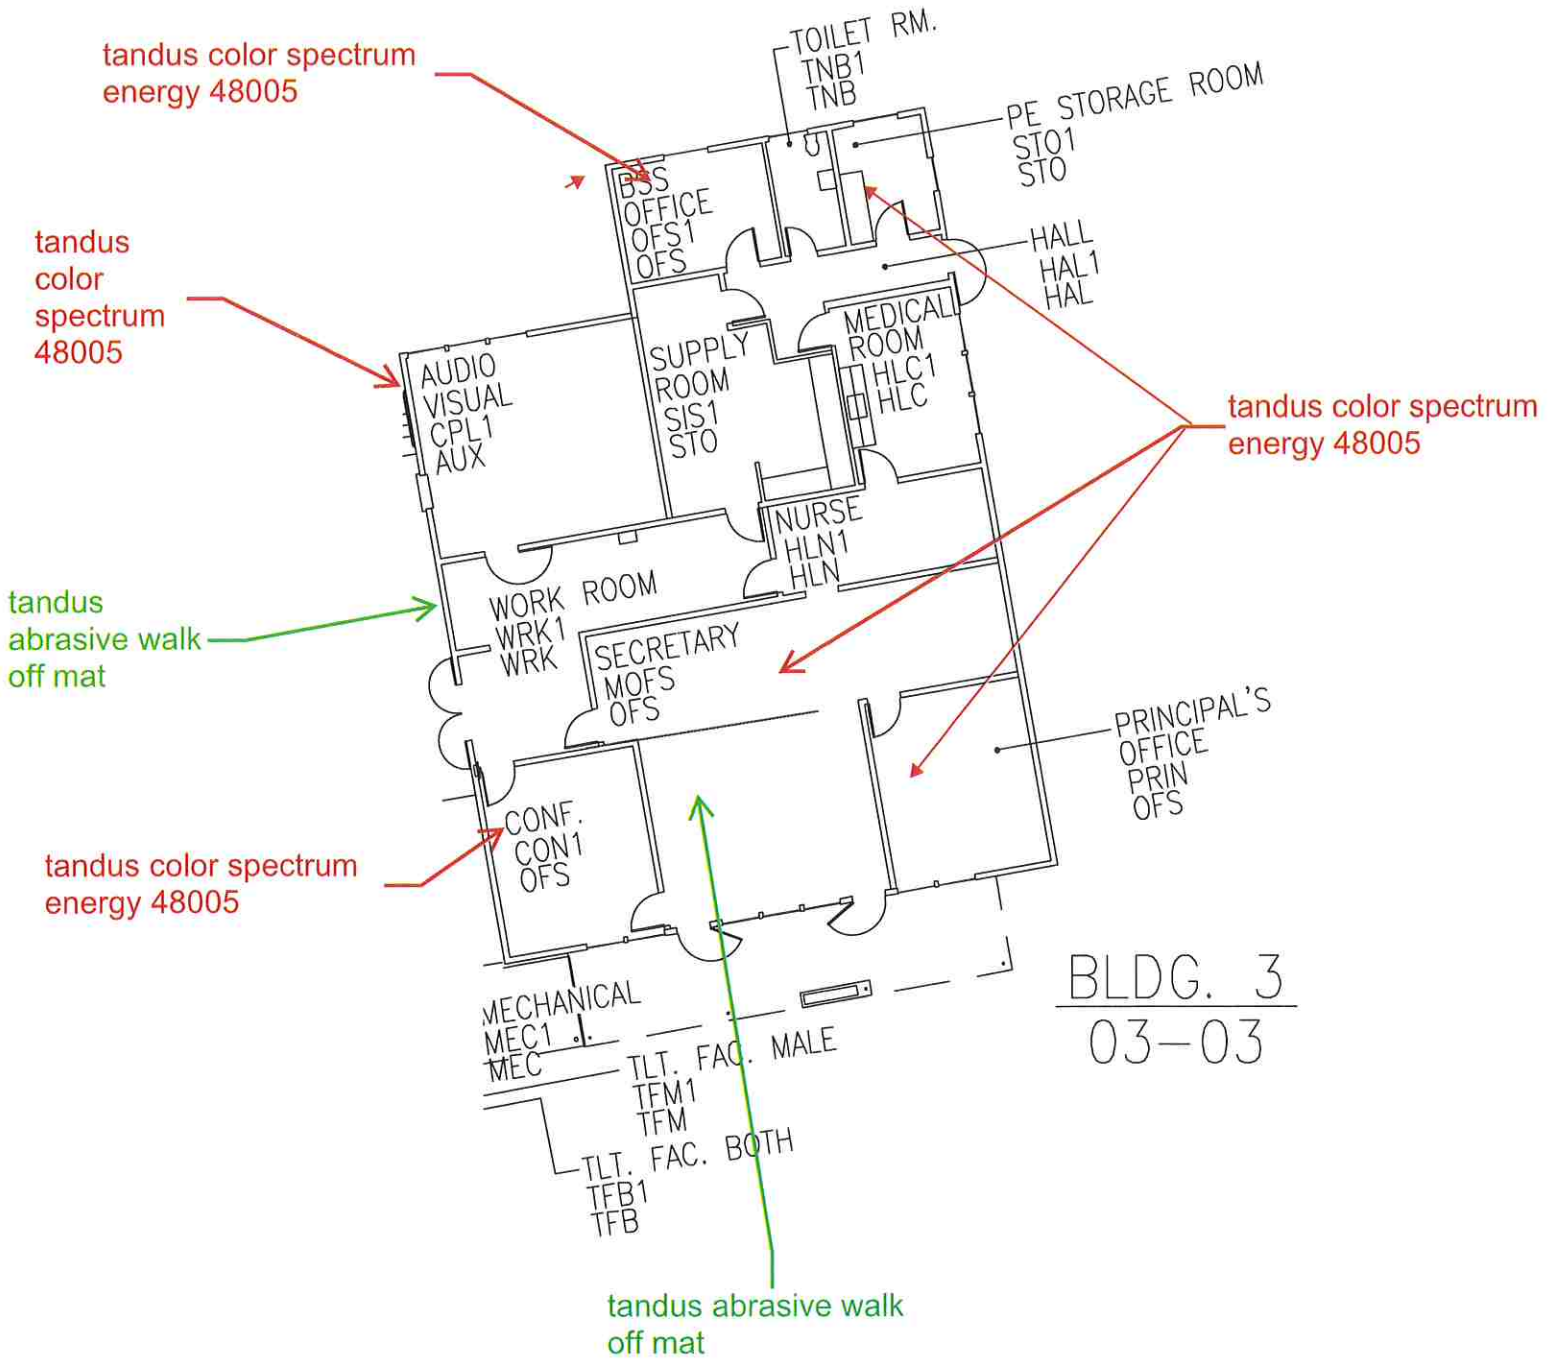 tandus color spectrum
energy 48005
TOILET RM.
TNB1
TNB
PE STORAGE ROOM
STO1
STO
BSS
OFFICE
OFS1
OFS
HALL
HAL1
HAL
tandus
color
spectrum
48005
AUDIO
VISUAL
CPL1
AUX
SUPPLY
ROOM
SIS1
STO
MEDICAL
ROOM
HLC1
HLC
tandus color spectrum
energy 48005
NURSE
HLN1
HLN
tandus
abrasive walk
off mat
WORK ROOM
WRK1
WRK
SECRETARY
MOFS
OFS
PRINCIPAL'S
OFFICE
PRIN
OFS
CONF.
CON1
OFS
tandus color spectrum
energy 48005
BLDG. 3
03-03
MECHANICAL
MEC1
MEC
TLT. FAC. MALE
TFM1
TFM
TLT. FAC. BOTH
TFB1
TFB
tandus abrasive walk
off mat